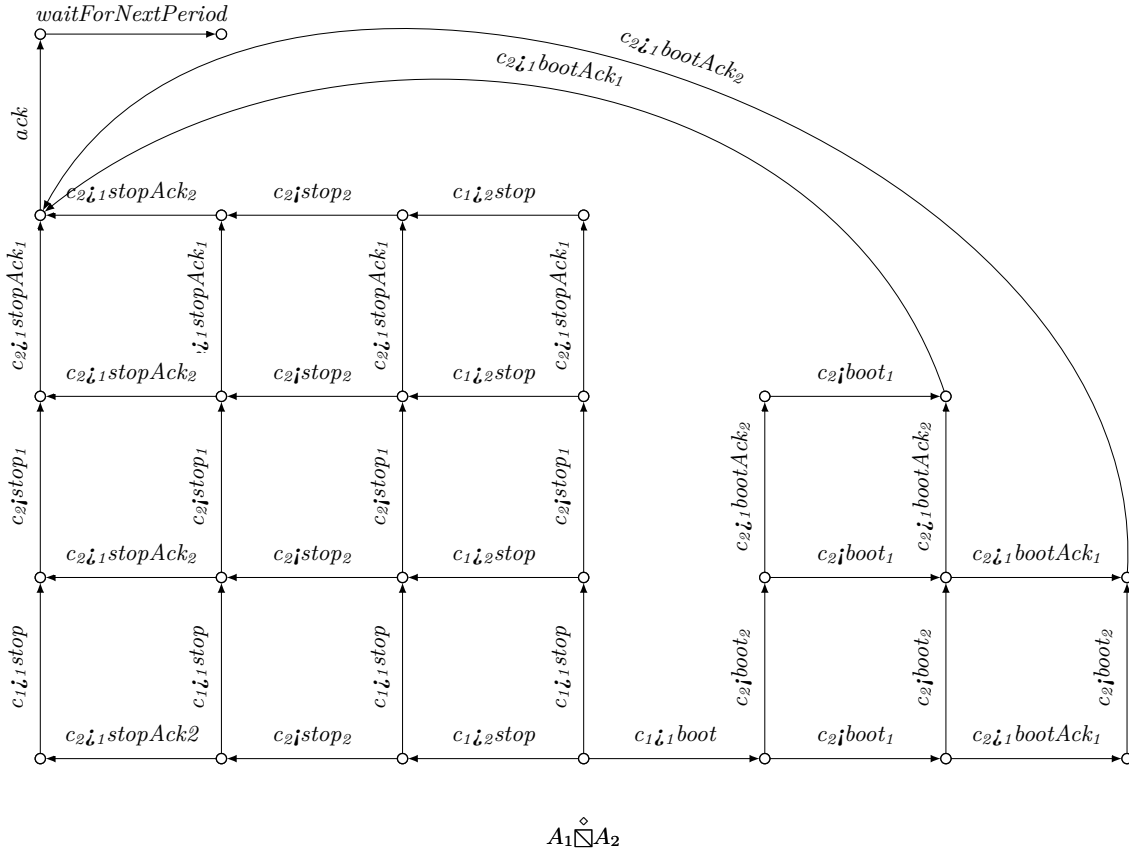 waitForNextPeriod
c₂¿₁bootAck₂
c₂¿₁bootAck₁
ack
c₂¿₁stopAck₂ c₂¡stop₂ c₁¿₂stop
c₂¿₁stopAck₁ ¿₁stopAck₁ c₂¿₁stopAck₁ c₂¿₁stopAck₁
c₂¿₁stopAck₂ c₂¡stop₂ c₁¿₂stop c₂¡boot₁
c₂¡stop₁ c₂¡stop₁ c₂¡stop₁ c₂¡stop₁ c₂¿₁bootAck₂ c₂¿₁bootAck₂
c₂¿₁stopAck₂ c₂¡stop₂ c₁¿₂stop c₂¡boot₁ c₂¿₁bootAck₁
c₁¿₁stop c₁¿₁stop c₁¿₁stop c₁¿₁stop c₂¡boot₂ c₂¡boot₂ c₂¡boot₂
c₂¿₁stopAck2 c₂¡stop₂ c₁¿₂stop c₁¿₁boot c₂¡boot₁ c₂¿₁bootAck₁
A₁⍂A₂